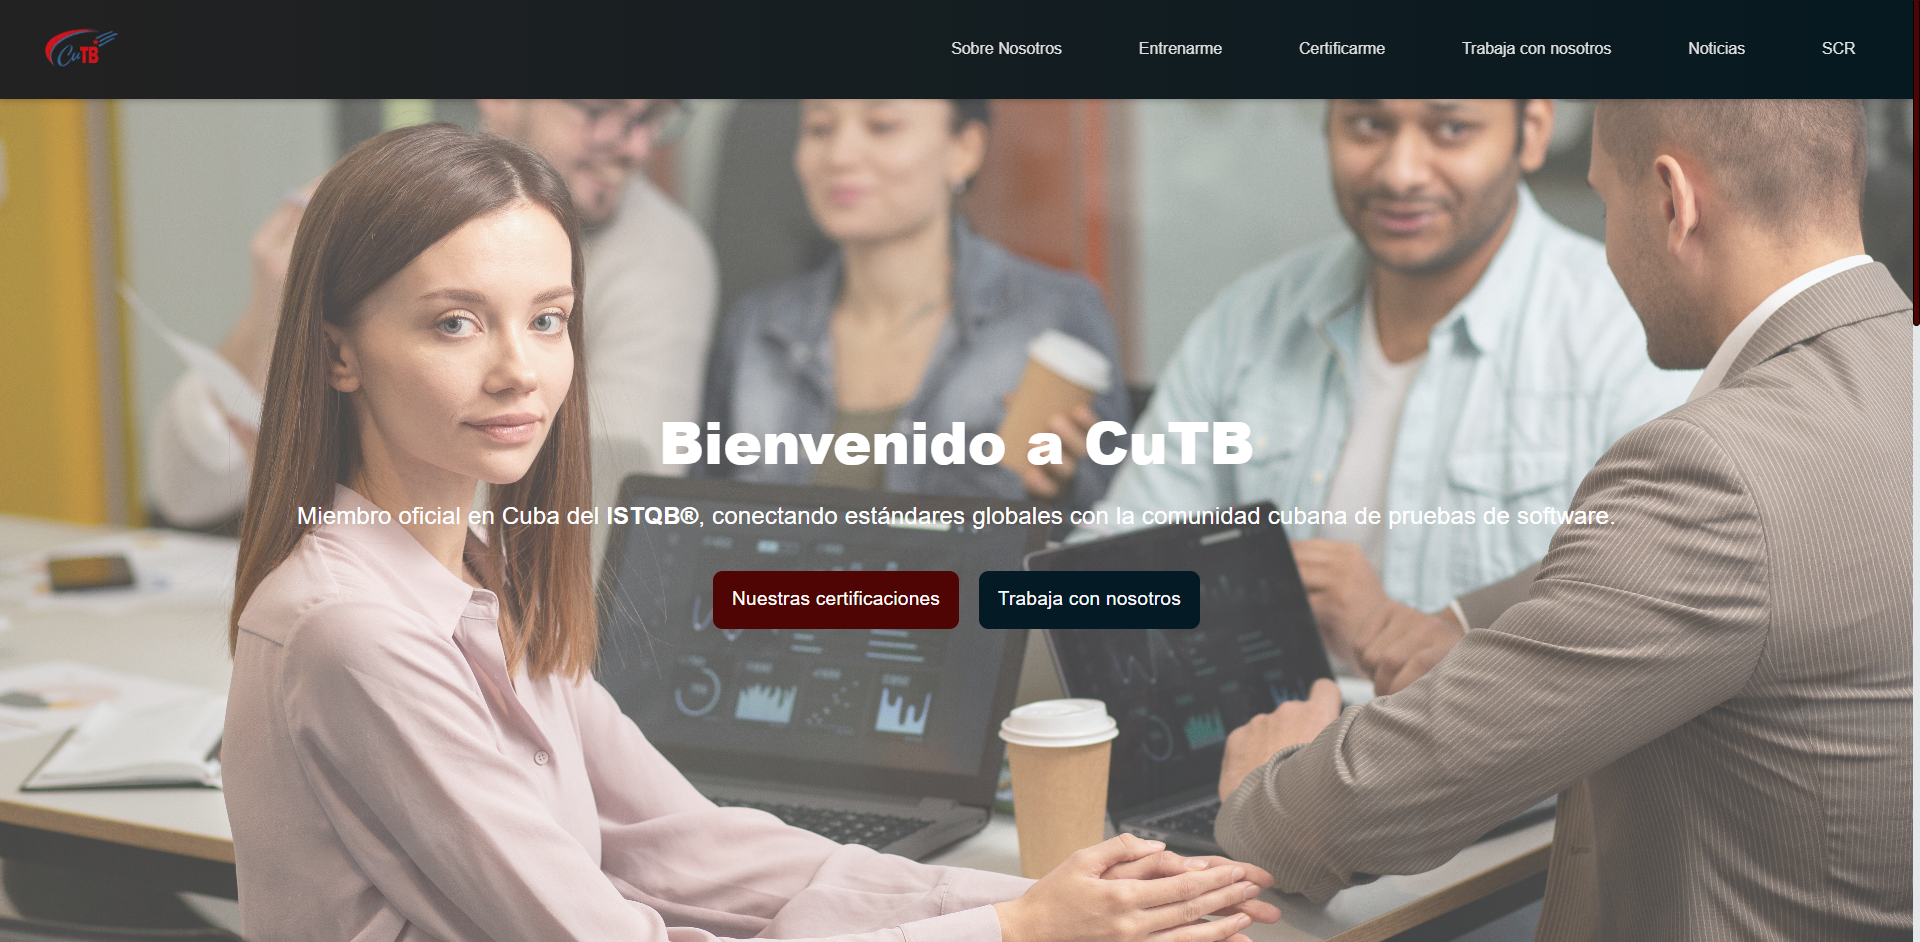 CuTB
Sobre Nosotros
Entrenarme
Certificarme
Trabaja con nosotros
Noticias
SCR
Bienvenido a CuTB
Miembro oficial en Cuba del ISTQB®, conectando estándares globales con la comunidad cubana de pruebas de software.
Nuestras certificaciones
Trabaja con nosotros